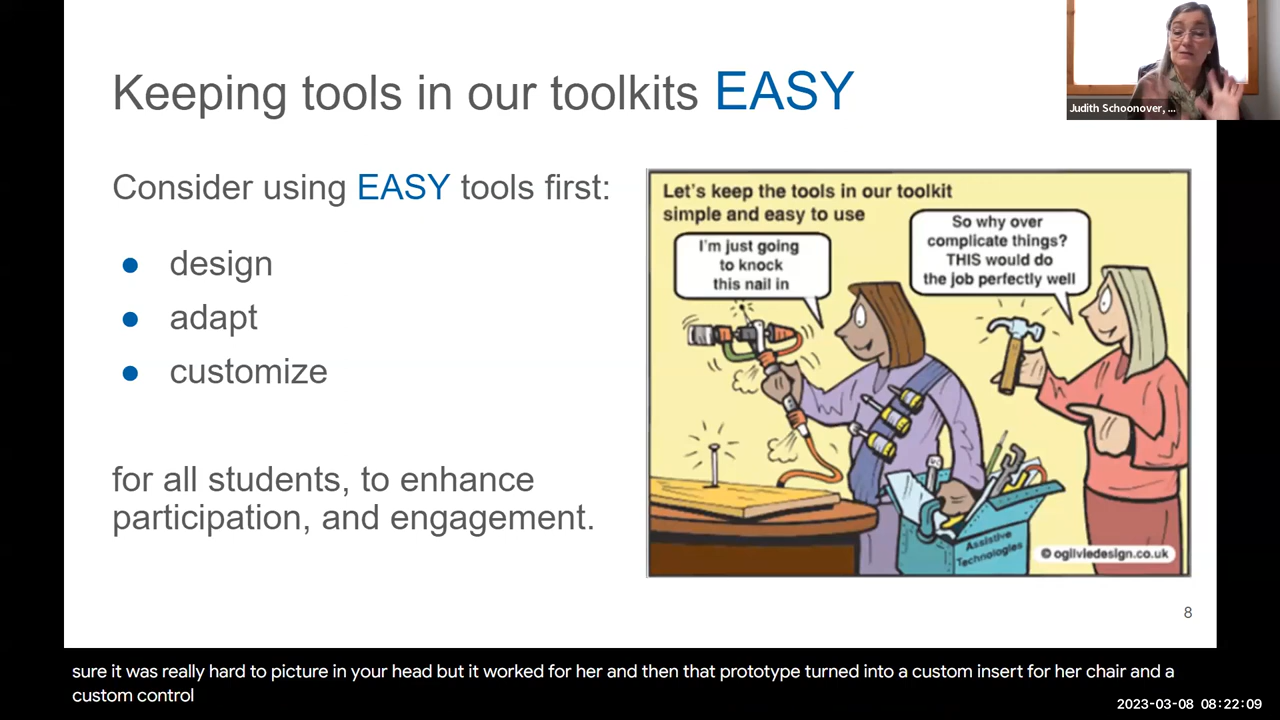 Keeping tools in our toolkits EASY
Judith Schoonover, ...
Consider using EASY tools first:
● design
● adapt
● customize
for all students, to enhance
participation, and engagement.
Let's keep the tools in our toolkit
simple and easy to use
I'm just going
to knock
this nail in
So why over
complicate things?
THIS would do
the job perfectly well
Assistive
Technologies
© ogilviedesign.co.uk
8
sure it was really hard to picture in your head but it worked for her and then that prototype turned into a custom insert for her chair and a
custom control
2023-03-08 08:22:09